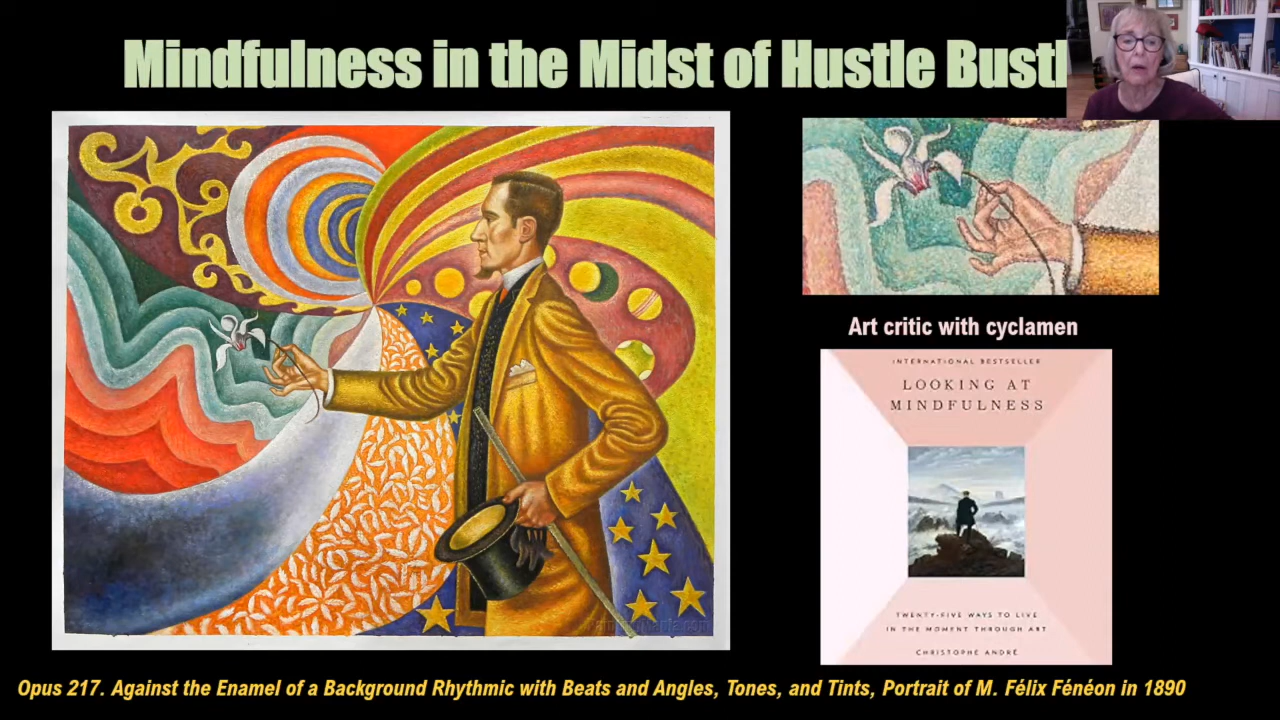 Mindfulness in the Midst of Hustle Bustl
Art critic with cyclamen
INTERNATIONAL BESTSELLER
LOOKING AT
MINDFULNESS
TWENTY-FIVE WAYS TO LIVE
IN THE MOMENT THROUGH ART
CHRISTOPHE ANDRÉ
Opus 217. Against the Enamel of a Background Rhythmic with Beats and Angles, Tones, and Tints, Portrait of M. Félix Fénéon in 1890